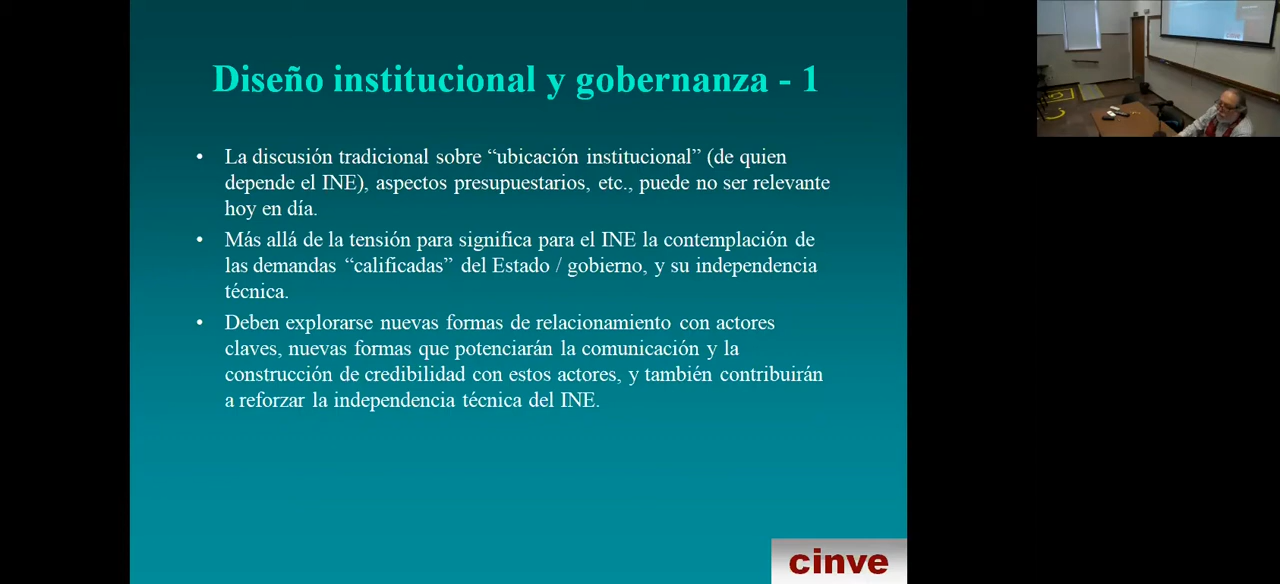 Diseño institucional y gobernanza - 1
• La discusión tradicional sobre “ubicación institucional” (de quien
depende el INE), aspectos presupuestarios, etc., puede no ser relevante
hoy en día.
• Más allá de la tensión para significa para el INE la contemplación de
las demandas “calificadas” del Estado / gobierno, y su independencia
técnica.
• Deben explorarse nuevas formas de relacionamiento con actores
claves, nuevas formas que potenciarán la comunicación y la
construcción de credibilidad con estos actores, y también contribuirán
a reforzar la independencia técnica del INE.
cinve
cinve